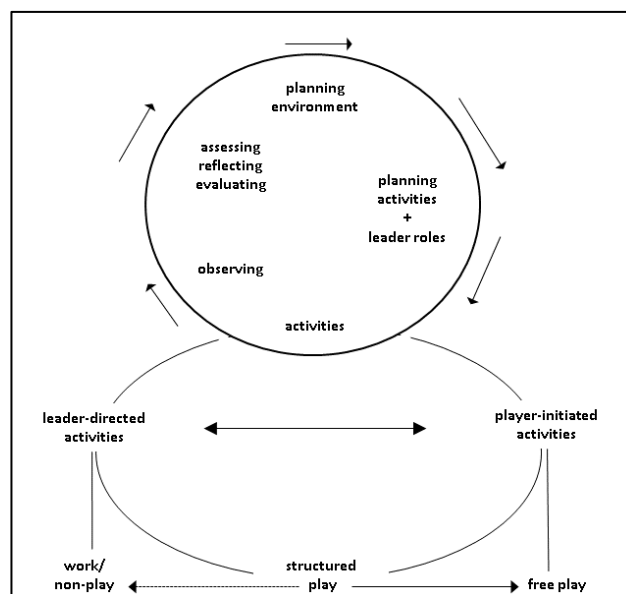 planning
environment
assessing
reflecting
evaluating
planning
activities
+
leader roles
observing
activities
leader-directed
activities
player-initiated
activities
work/
non-play
structured
play
free play